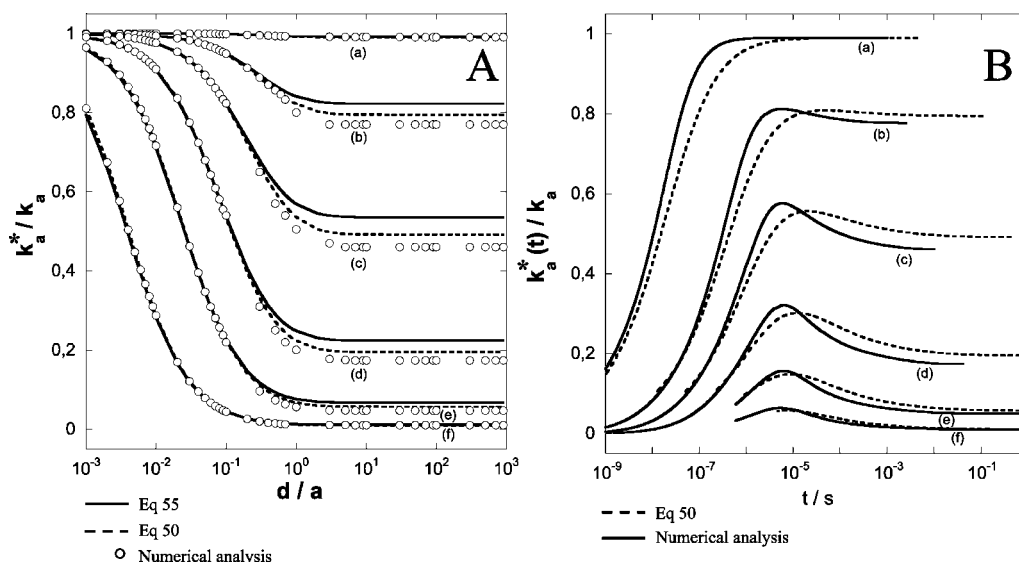 1
0,8
0,6
0,4
0,2
0
k*a / ka
A
(a)
(b)
(c)
(d)
(e)
(f)
10⁻³ 10⁻² 10⁻¹ 10⁰ 10¹ 10² 10³
d / a
Eq 55
Eq 50
Numerical analysis
1
0,8
0,6
0,4
0,2
0
k*a (t) / ka
B
(a)
(b)
(c)
(d)
(e)
(f)
10⁻⁹ 10⁻⁷ 10⁻⁵ 10⁻³ 10⁻¹
t / s
Eq 50
Numerical analysis